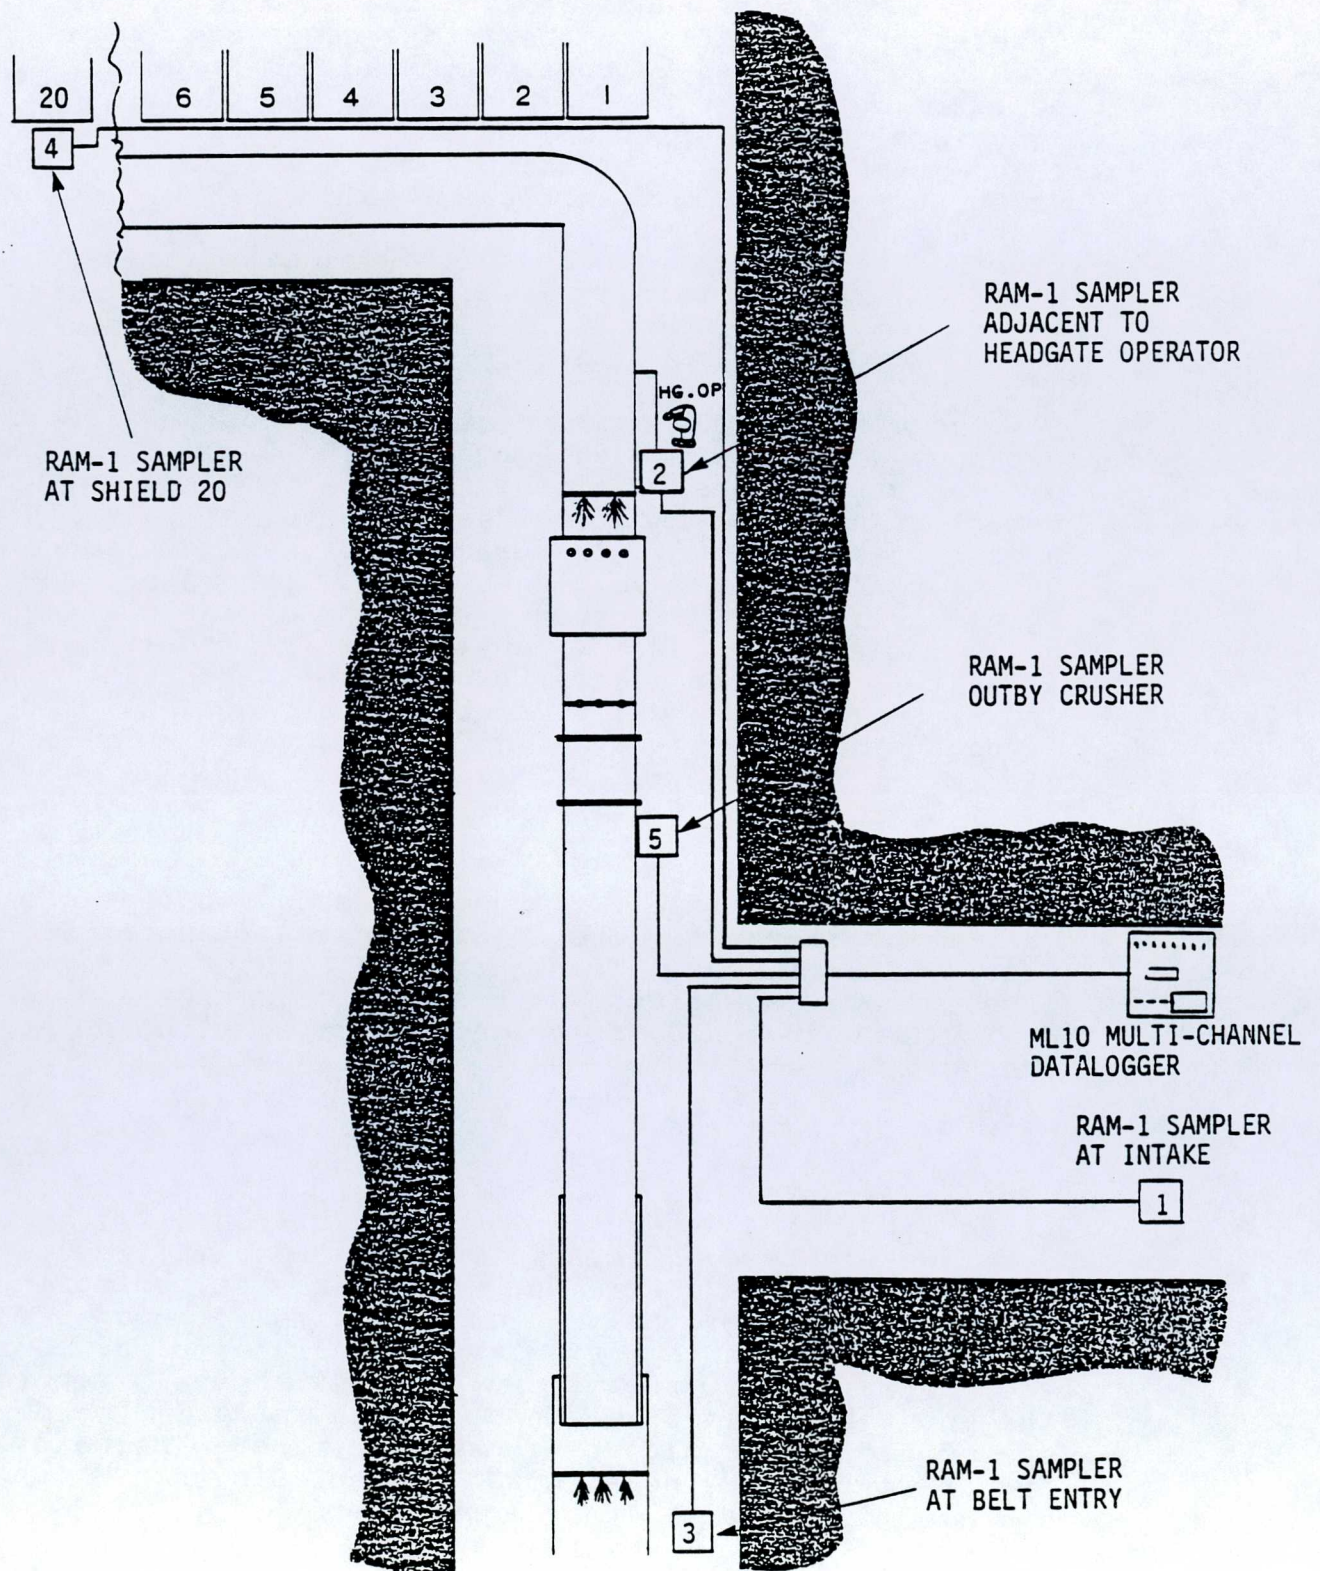 20 6 5 4 3 2 1
4
RAM-1 SAMPLER
ADJACENT TO
HEADGATE OPERATOR
HG.OP
RAM-1 SAMPLER
AT SHIELD 20
2
RAM-1 SAMPLER
OUTBY CRUSHER
5
ML10 MULTI-CHANNEL
DATALOGGER
RAM-1 SAMPLER
AT INTAKE
1
RAM-1 SAMPLER
AT BELT ENTRY
3